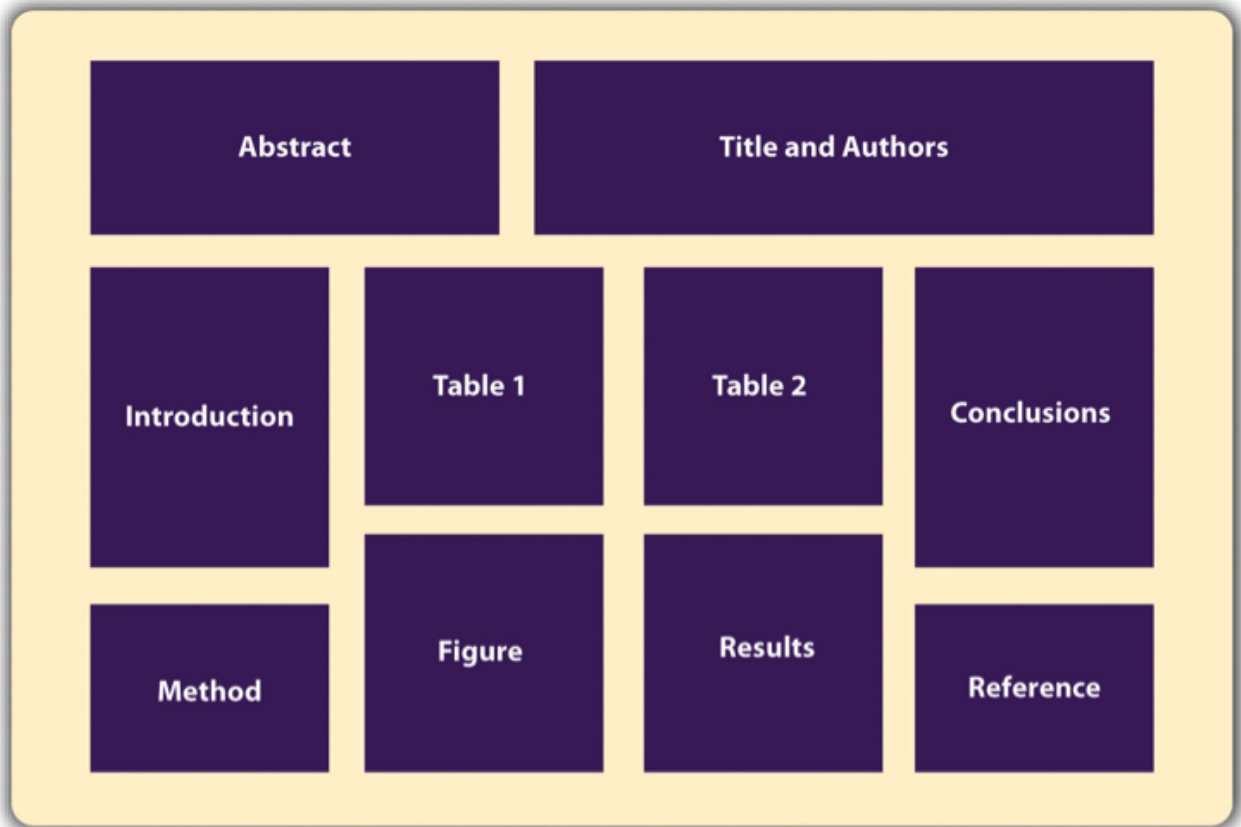 Abstract
Title and Authors
Introduction
Table 1
Table 2
Conclusions
Method
Figure
Results
Reference